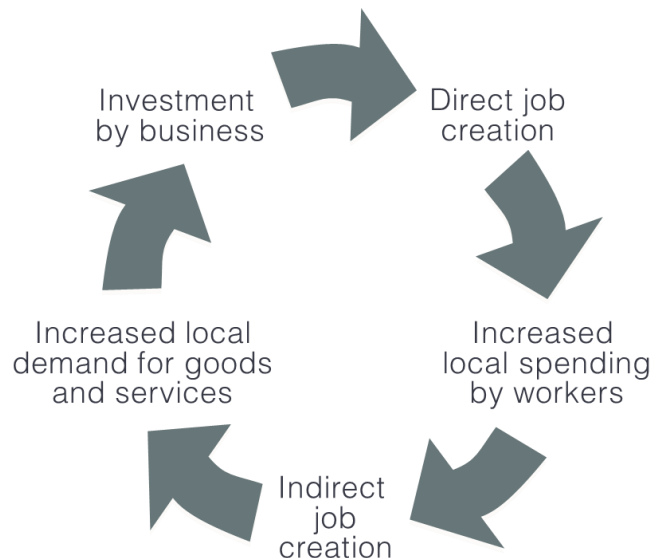 Investment
by business
Direct job
creation
Increased
local spending
by workers
Indirect
job
creation
Increased local
demand for goods
and services